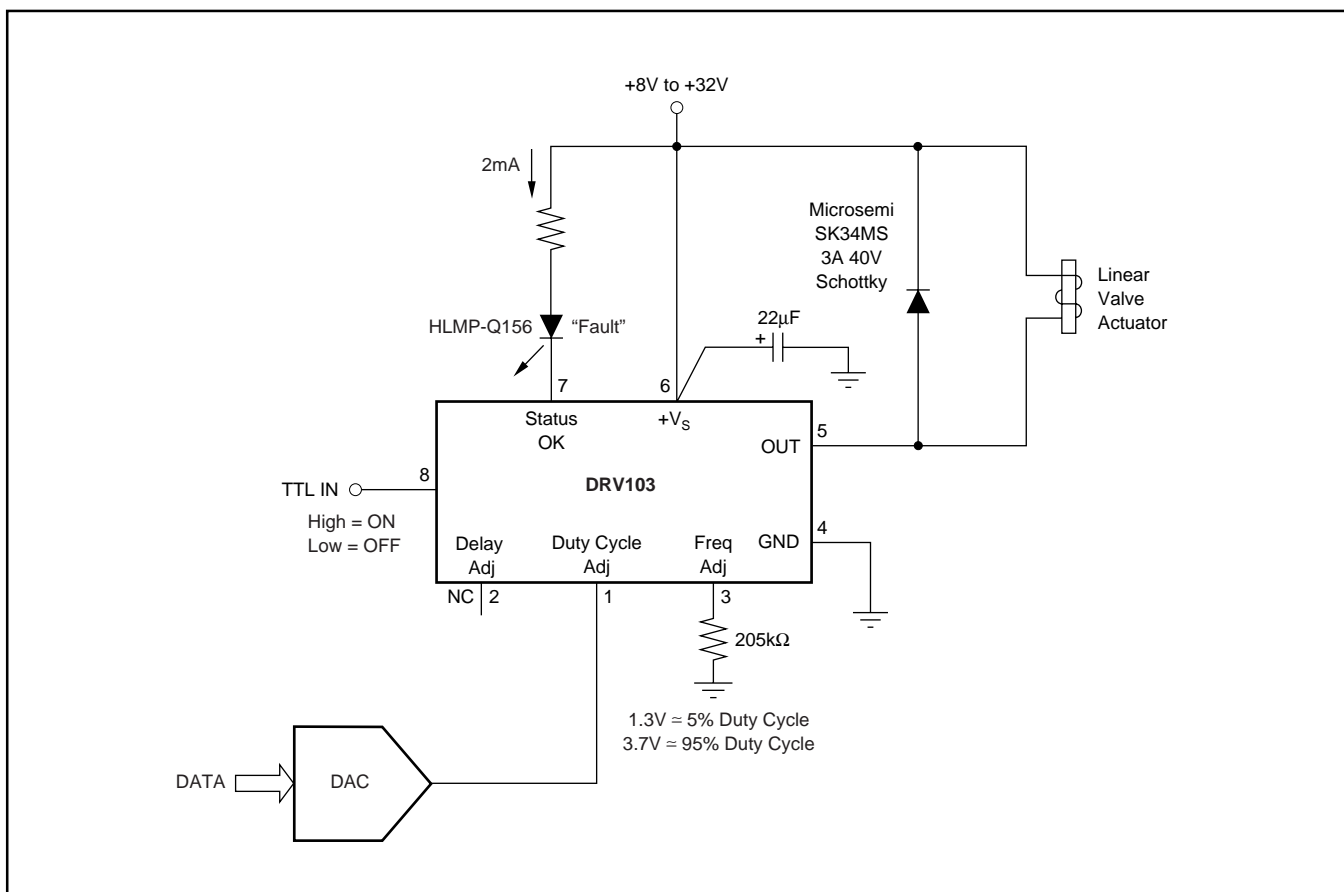 +8V to +32V
2mA
Microsemi
SK34MS
3A 40V
Schottky
Linear
Valve
Actuator
HLMP-Q156
“Fault”
22μF
+
7
6
Status
OK
+VS
OUT
5
8
TTL IN
High = ON
Low = OFF
DRV103
GND
4
Delay
Adj
Duty Cycle
Adj
Freq
Adj
NC
2
1
3
205kΩ
1.3V ≃ 5% Duty Cycle
3.7V ≃ 95% Duty Cycle
DATA
DAC